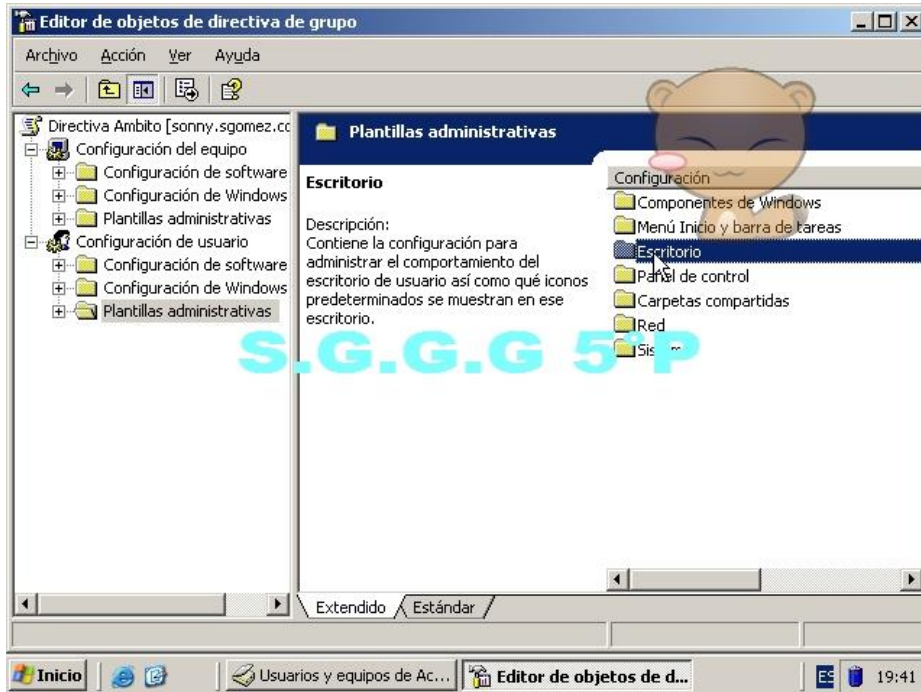 Editor de objetos de directiva de grupo
Archivo Acción Ver Ayuda
Directiva Ambito [sonny.sgomez.cc
Configuración del equipo
Configuración de software
Configuración de Windows
Plantillas administrativas
Configuración de usuario
Configuración de software
Configuración de Windows
Plantillas administrativas
Plantillas administrativas
Escritorio
Descripción:
Contiene la configuración para
administrar el comportamiento del
escritorio de usuario así como qué iconos
predeterminados se muestran en ese
escritorio.
Configuración
Componentes de Windows
Menú Inicio y barra de tareas
Escritorio
Panel de control
Carpetas compartidas
Red
Sistema
S.G.G.G 5°P
Extendido Estándar
Inicio
Usuarios y equipos de Ac...
Editor de objetos de d...
ES
19:41